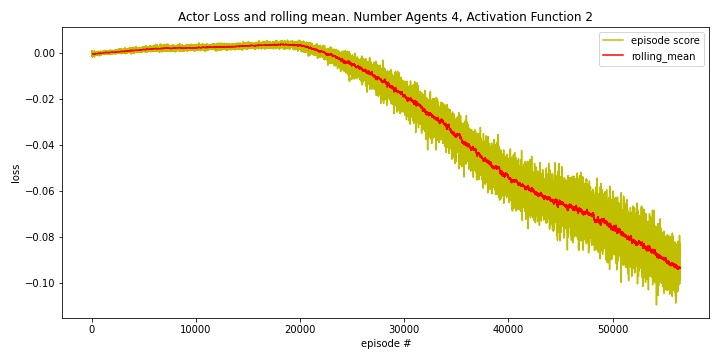 Actor Loss and rolling mean. Number Agents 4, Activation Function 2
episode score
rolling_mean
loss
0.00
−0.02
−0.04
−0.06
−0.08
−0.10
0 10000 20000 30000 40000 50000
episode #